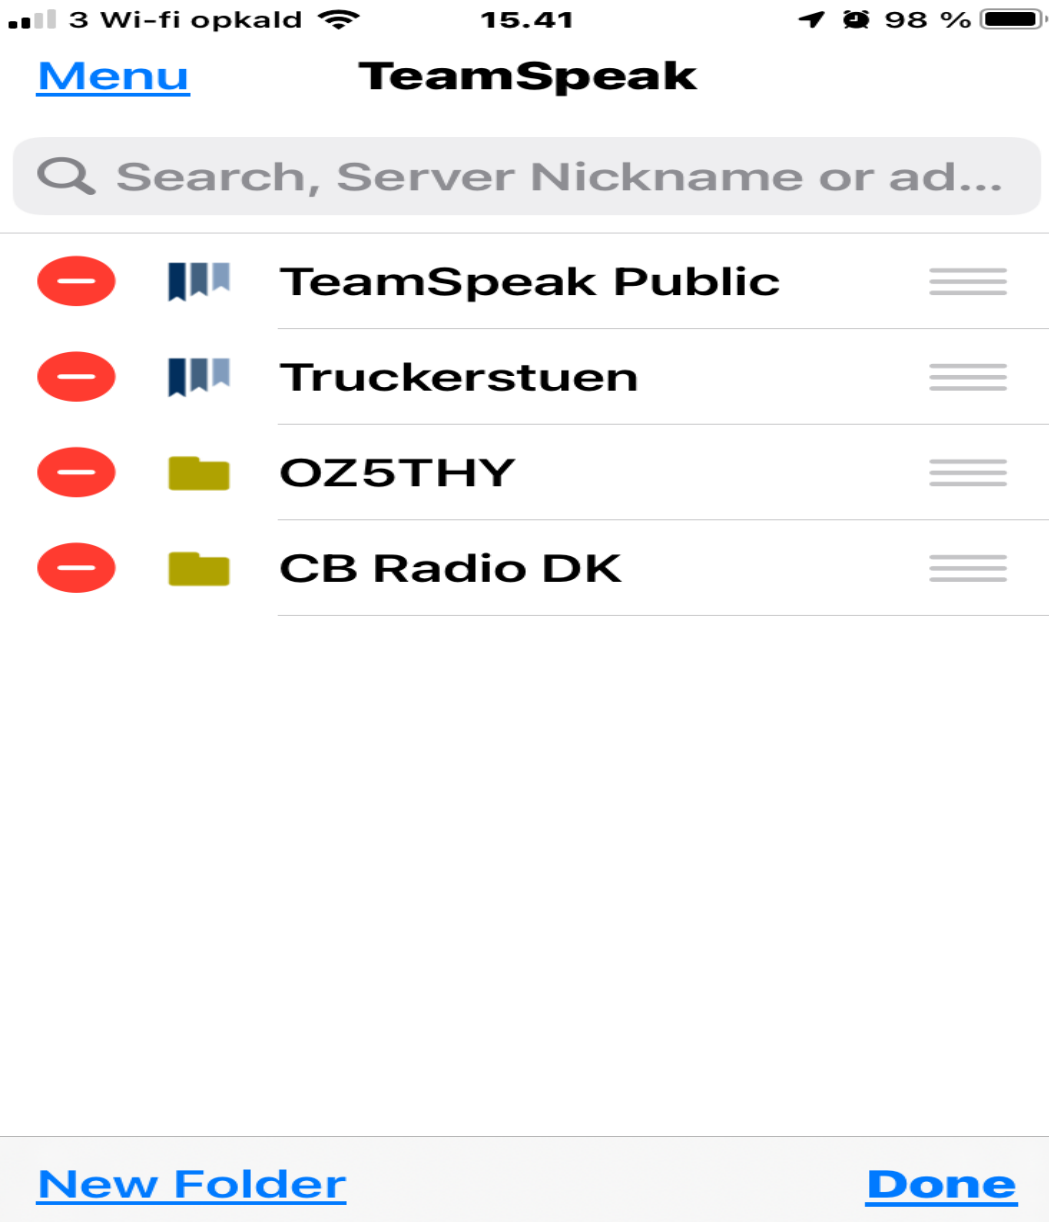 3 Wi-fi opkald 15.41 98 %
Menu TeamSpeak
Search, Server Nickname or ad...
TeamSpeak Public
Truckerstuen
OZ5THY
CB Radio DK
New Folder Done